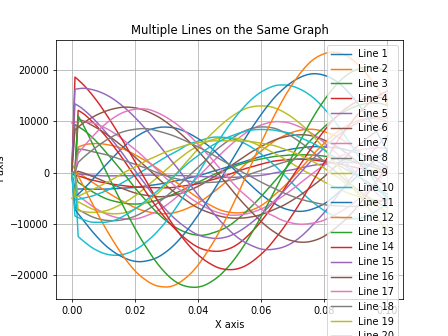 Multiple Lines on the Same Graph
20000
10000
0
−10000
−20000
0.00
0.02
0.04
0.06
X axis
Line 1
Line 2
Line 3
Line 4
Line 5
Line 6
Line 7
Line 8
Line 9
Line 10
Line 11
Line 12
Line 13
Line 14
Line 15
Line 16
Line 17
Line 18
Line 19
Line 20